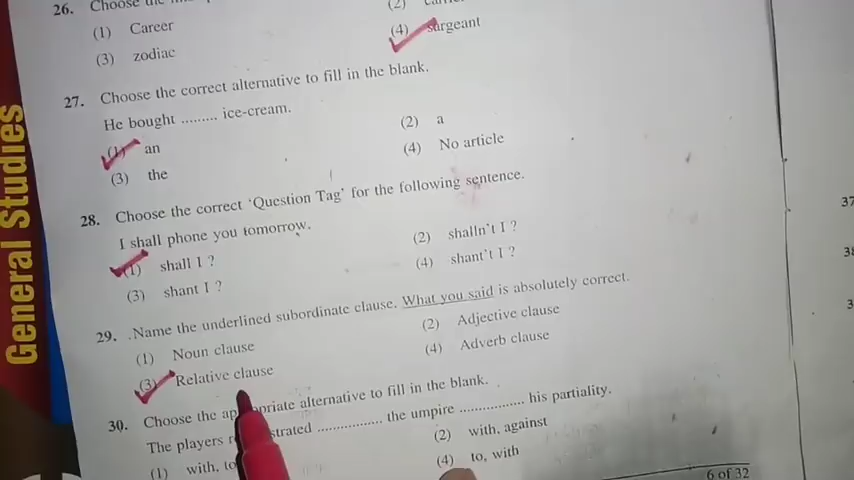 26. Choose the
(1) Career
(3) zodiac
(4) surgeant
27. Choose the correct alternative to fill in the blank.
He bought ......... ice-cream.
(1) an
(2) a
(3) the
(4) No article
28. Choose the correct ‘Question Tag’ for the following sentence.
I shall phone you tomorrow.
(1) shall I ?
(2) shalln’t I ?
(3) shant I ?
(4) shant’t I ?
29. .Name the underlined subordinate clause. What you said is absolutely correct.
(1) Noun clause
(2) Adjective clause
(3) Relative clause
(4) Adverb clause
30. Choose the alternative to fill in the blank.
The players ................ the umpire ................ his partiality.
(1) with, to
(2) with, against
(4) to, with
6 of 32
General Studies
37
3